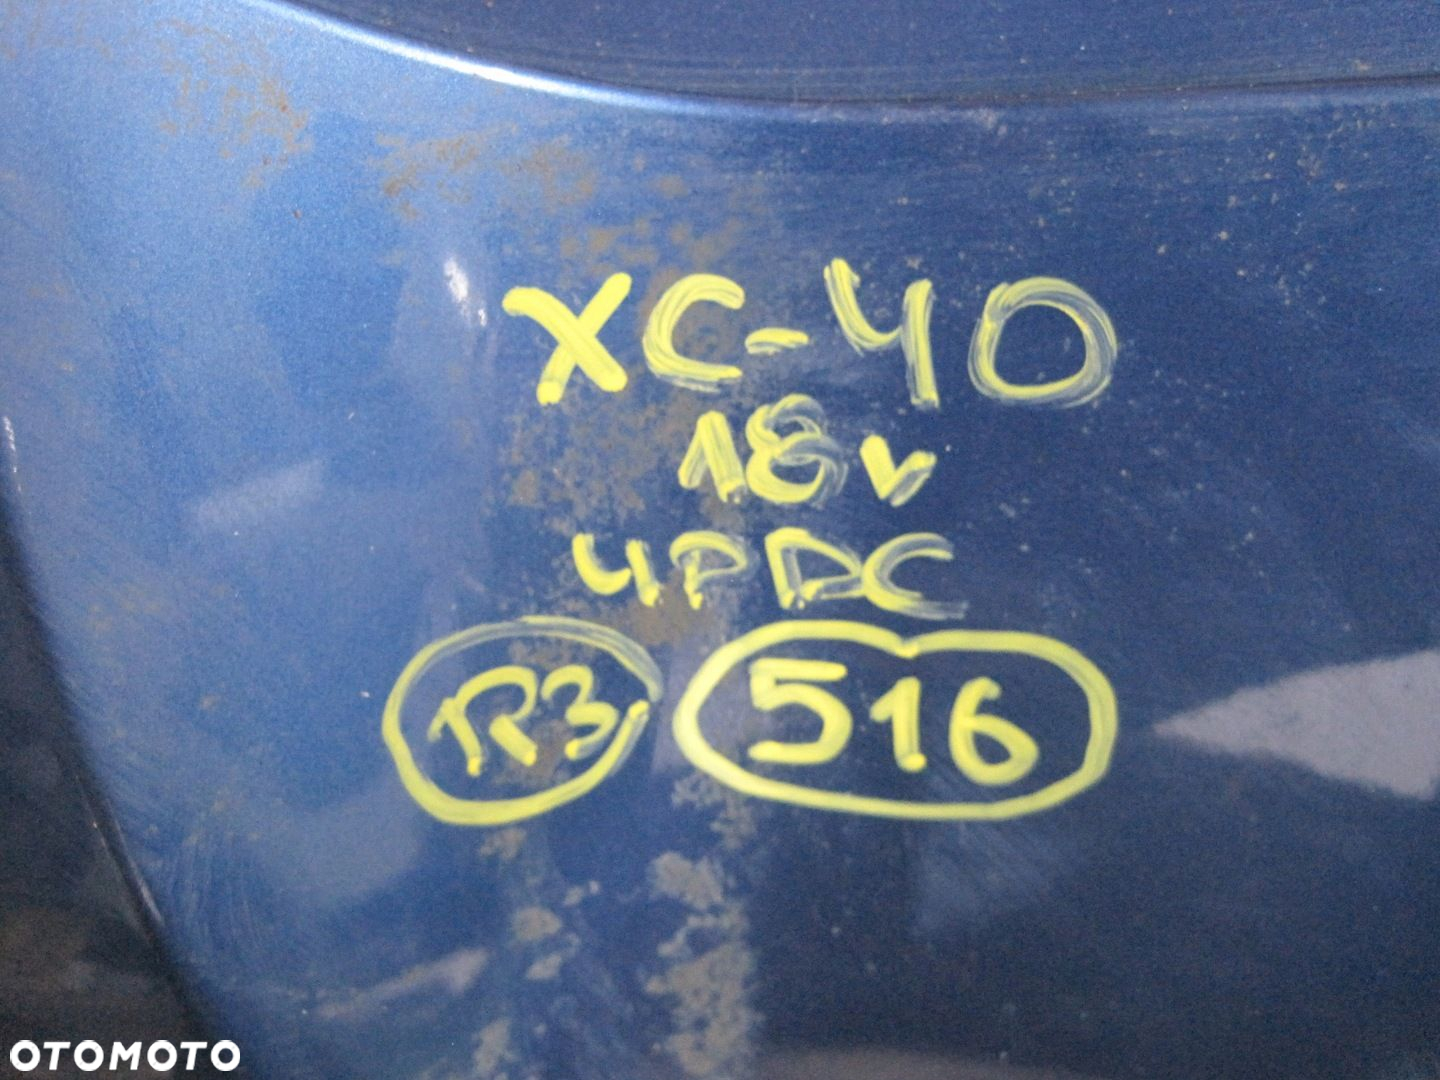 XC-40
18v
4PDC
R3 516
OTOMOTO